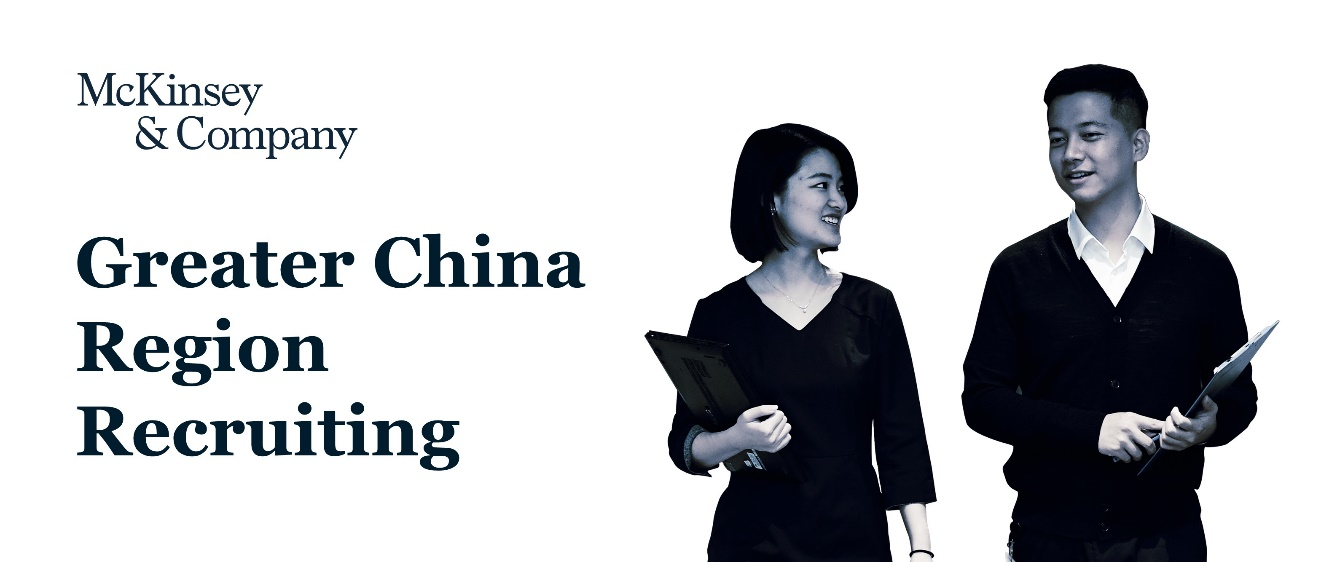 McKinsey
& Company
Greater China
Region
Recruiting